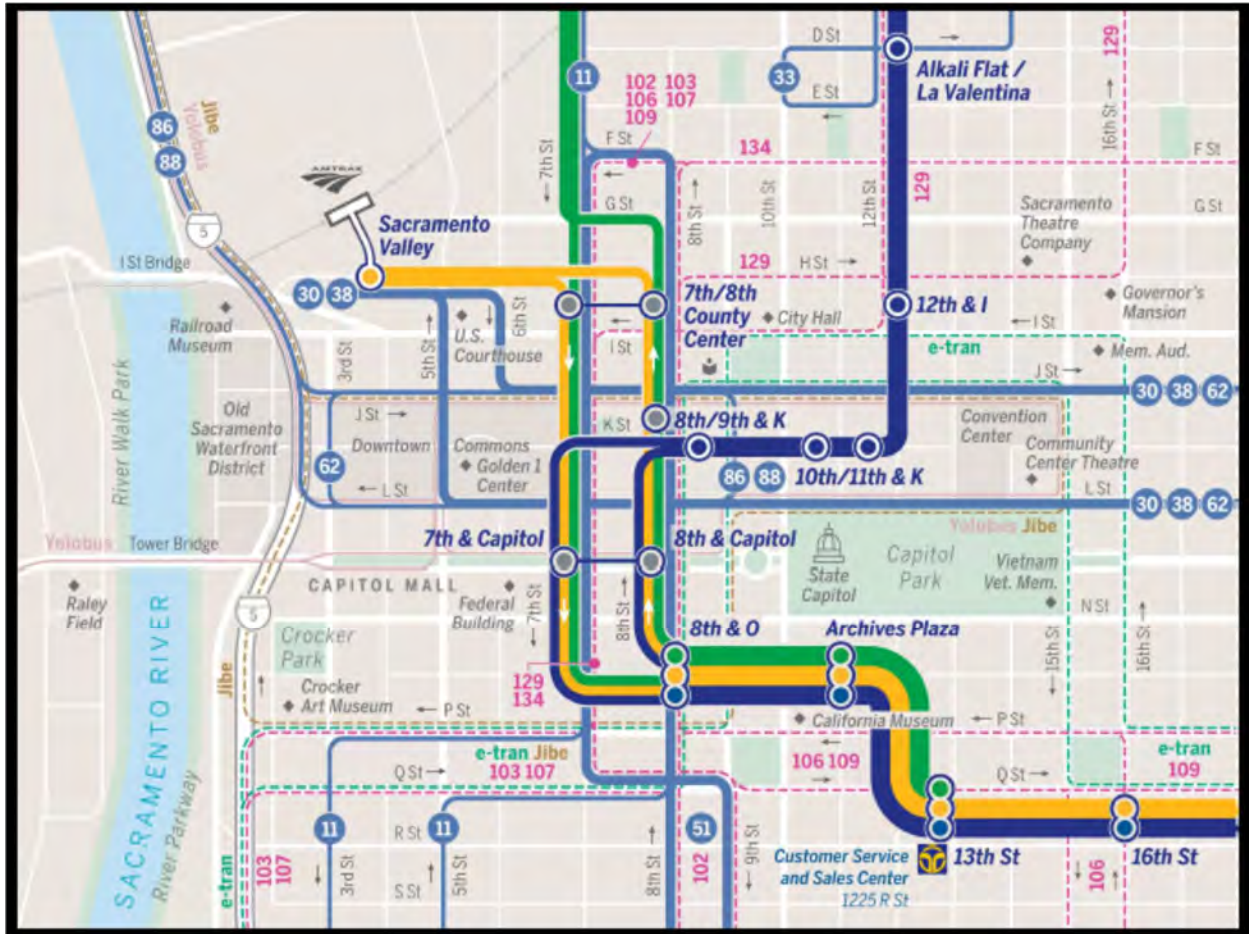 D St
Alkali Flat /
La Valentina
129
11
102 103
106 107
109
33
E St
16th St
86
88
Jibe
Yolobus
7th St
F St
134
F St
AMTRAK
G St
8th St
10th St
12th St
129
Sacramento
Theatre
Company
G St
Sacramento
Valley
5
I St Bridge
129
H St
30 38
6th St
7th/8th
County
Center
City Hall
12th & I
Governor's
Mansion
Railroad
Museum
3rd St
5th St
U.S.
Courthouse
I St
I St
e-tran
Mem. Aud.
J St
30 38 62
River Walk Park
Old
Sacramento
Waterfront
District
J St
Downtown
62
L St
Commons
Golden 1
Center
K St
8th/9th & K
86 88
10th/11th & K
Convention
Center
Community
Center Theatre
L St
30 38 62
Yolobus
Tower Bridge
7th & Capitol
8th & Capitol
State
Capitol
Capitol
Park
Yolobus Jibe
Vietnam
Vet. Mem.
CAPITOL MALL
Raley
Field
Federal
Building
7th St
8th St
N St
5
Crocker
Park
8th & O
Archives Plaza
15th St
16th St
Jibe
Crocker
Art Museum
129
134
P St
California Museum
P St
SACRAMENTO RIVER
River Parkway
e-tran Jibe
103 107
Q St
106 109
Q St
e-tran
109
11
11
R St
51
103
107
e-tran
3rd St
S St
5th St
8th St
102
9th St
Customer Service
and Sales Center
1225 R St
13th St
16th St
106